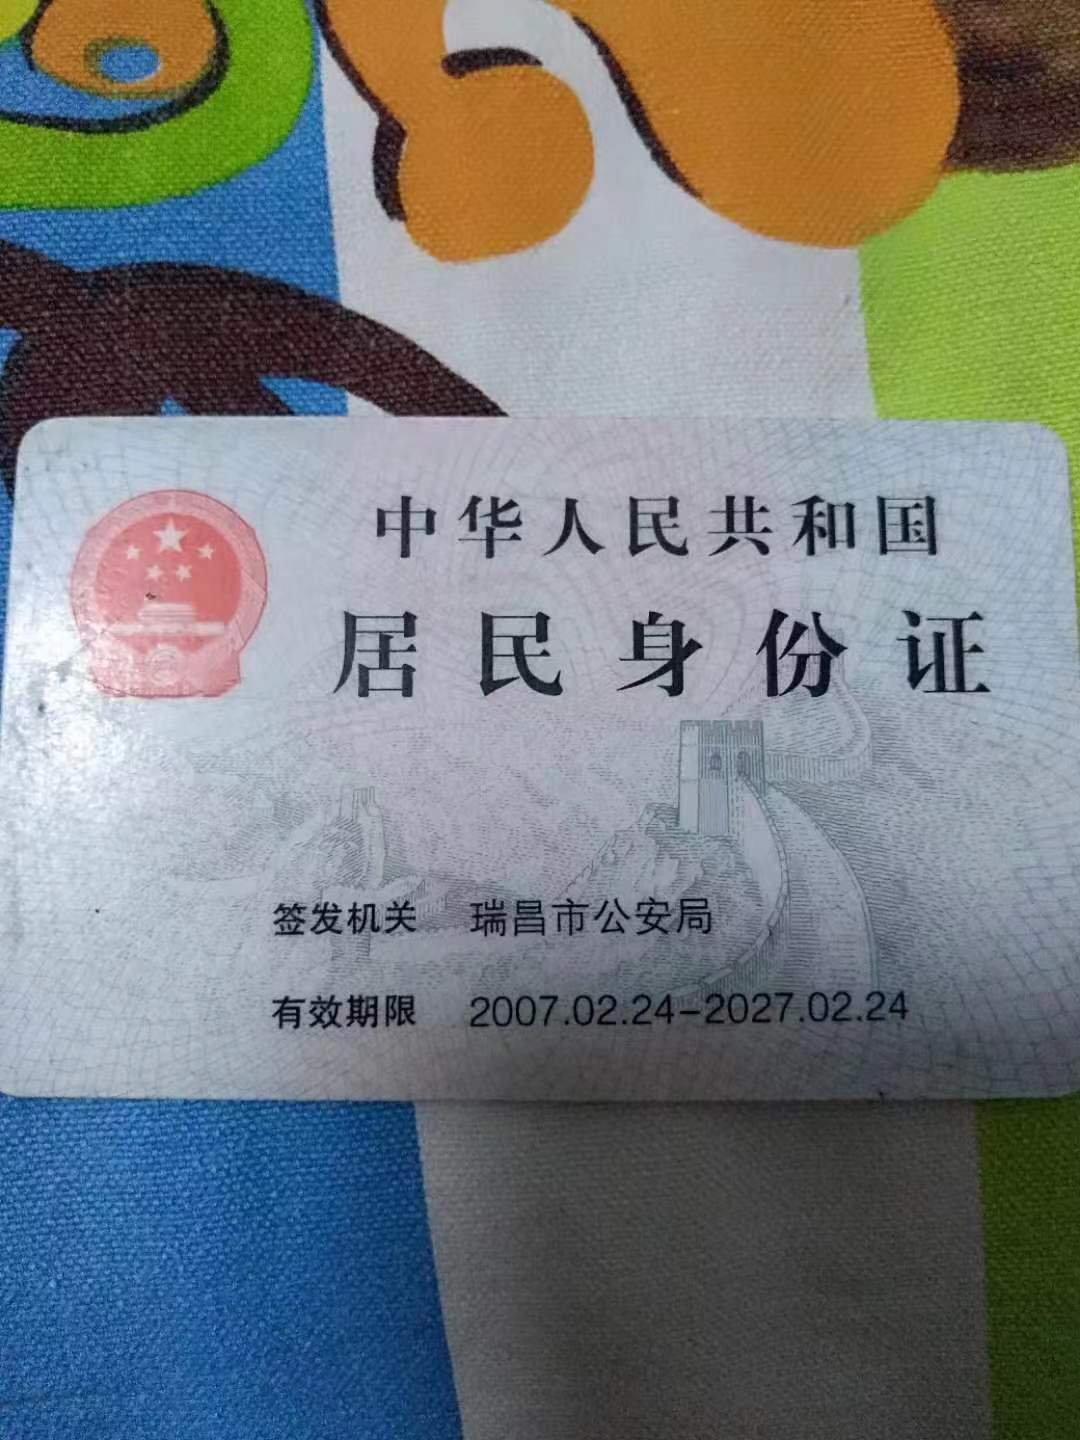 中华人民共和国
居民身份证
签发机关 瑞昌市公安局
有效期限 2007.02.24-2027.02.24